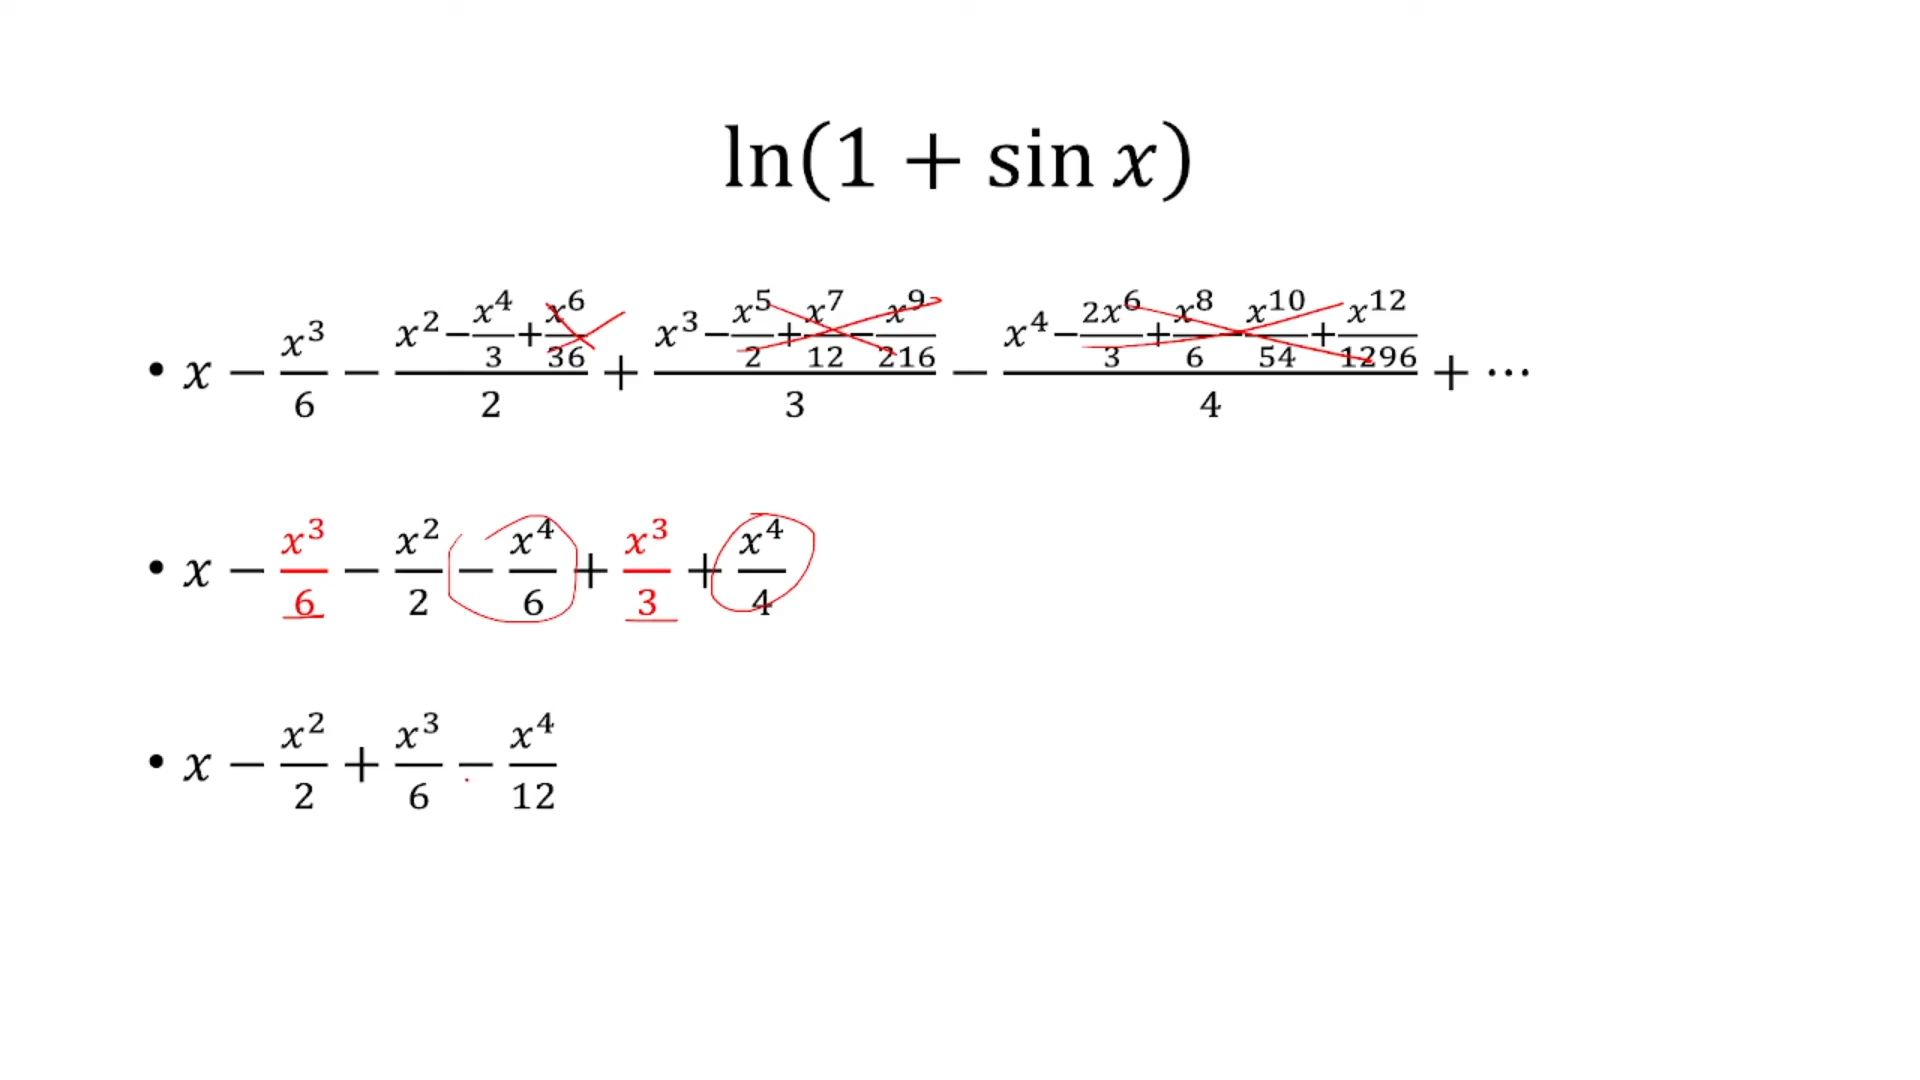 ln(1 + sin x)
• x − x³/6 − (x² − x⁴/3 + x⁶/36)/2 + (x³ − x⁵/2 + x⁷/12 − x⁹/216)/3 − (x⁴ − 2x⁶/3 + x⁸/6 − x¹⁰/54 + x¹²/1296)/4 + ⋯
• x − x³/6 − x²/2 − x⁴/6 + x³/3 + x⁴/4
• x − x²/2 + x³/6 − x⁴/12